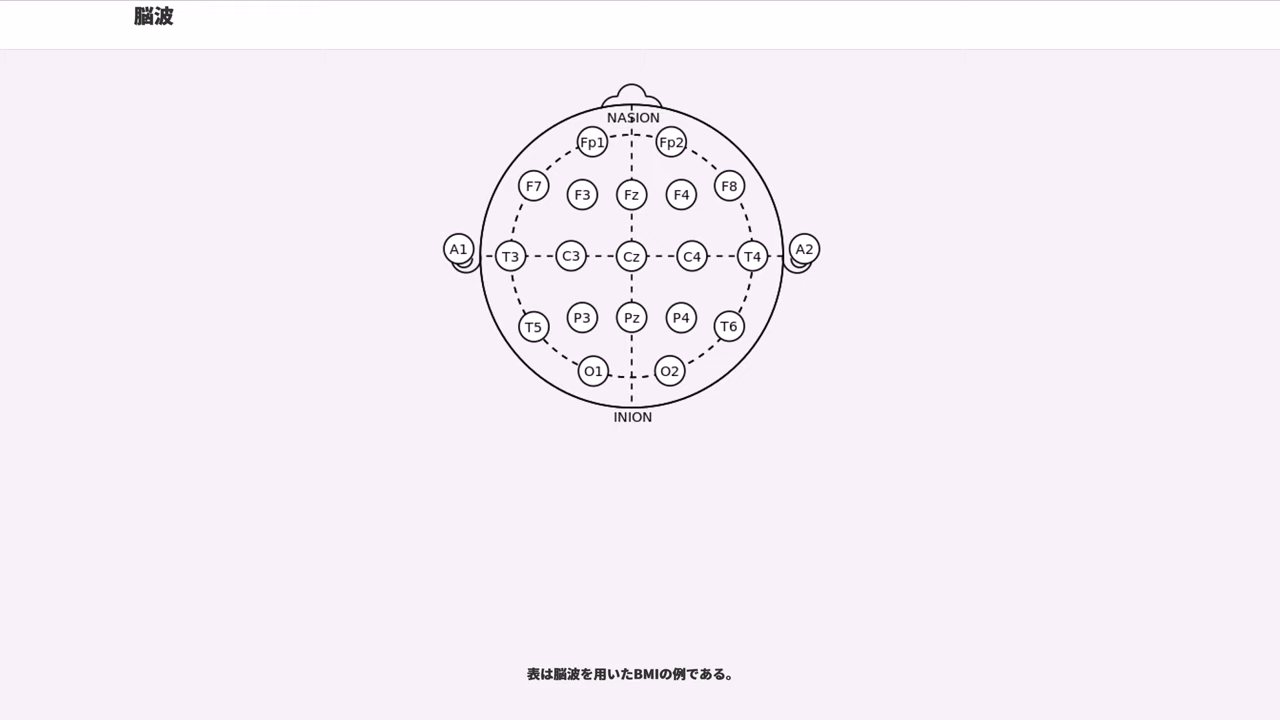 脳波
NASION
Fp1 Fp2
F7 F3 Fz F4 F8
A1 T3 C3 Cz C4 T4 A2
T5 P3 Pz P4 T6
O1 O2
INION
表は脳波を用いたBMIの例である。